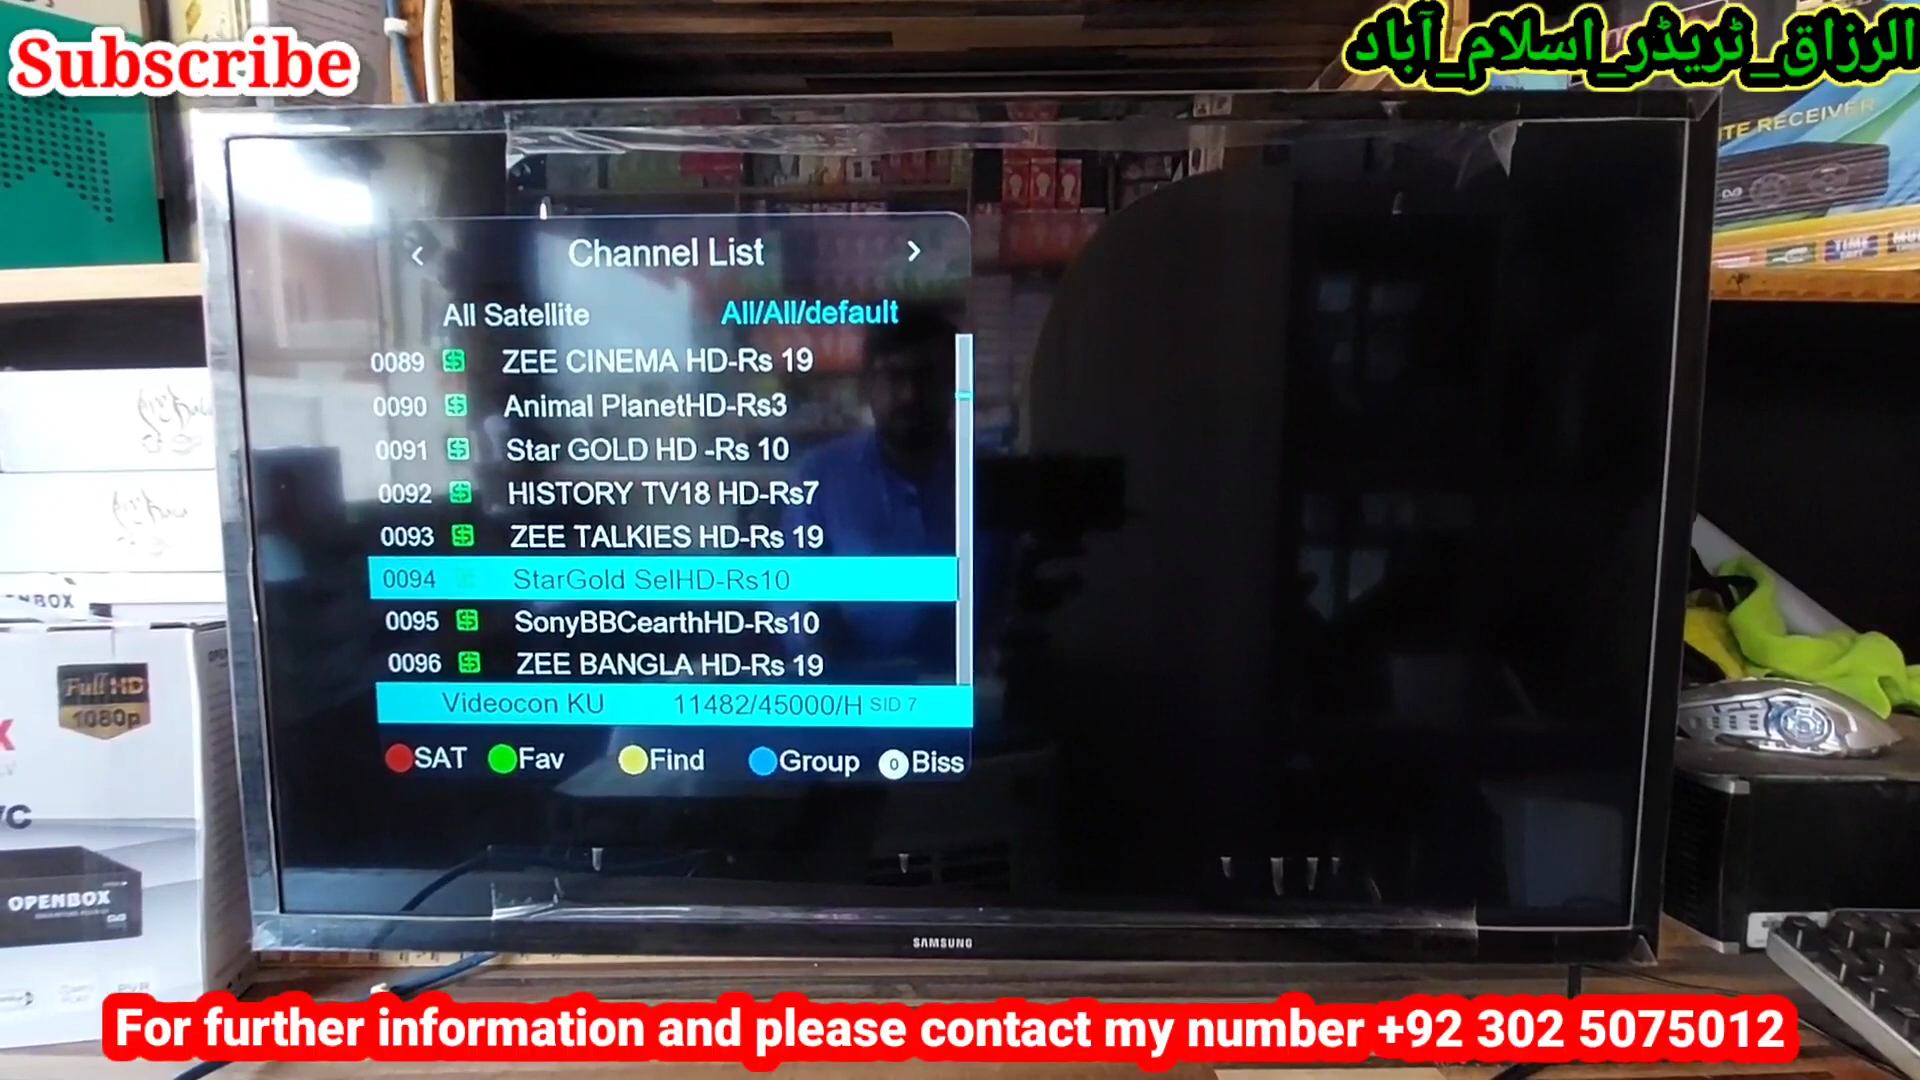 Subscribe
الرزاق_ٹریڈر_اسلام_آباد
ITE RECEIVER
Channel List
All Satellite All/All/default
0089 $ ZEE CINEMA HD-Rs 19
0090 $ Animal PlanetHD-Rs3
0091 $ Star GOLD HD -Rs 10
0092 $ HISTORY TV18 HD-Rs7
0093 $ ZEE TALKIES HD-Rs 19
0094 StarGold SelHD-Rs10
0095 $ SonyBBCearthHD-Rs10
0096 $ ZEE BANGLA HD-Rs 19
Videocon KU 11482/45000/H SID 7
SAT Fav Find Group 0 Biss
Full HD
1080p
OPENBOX
SAMSUNG
For further information and please contact my number +92 302 5075012